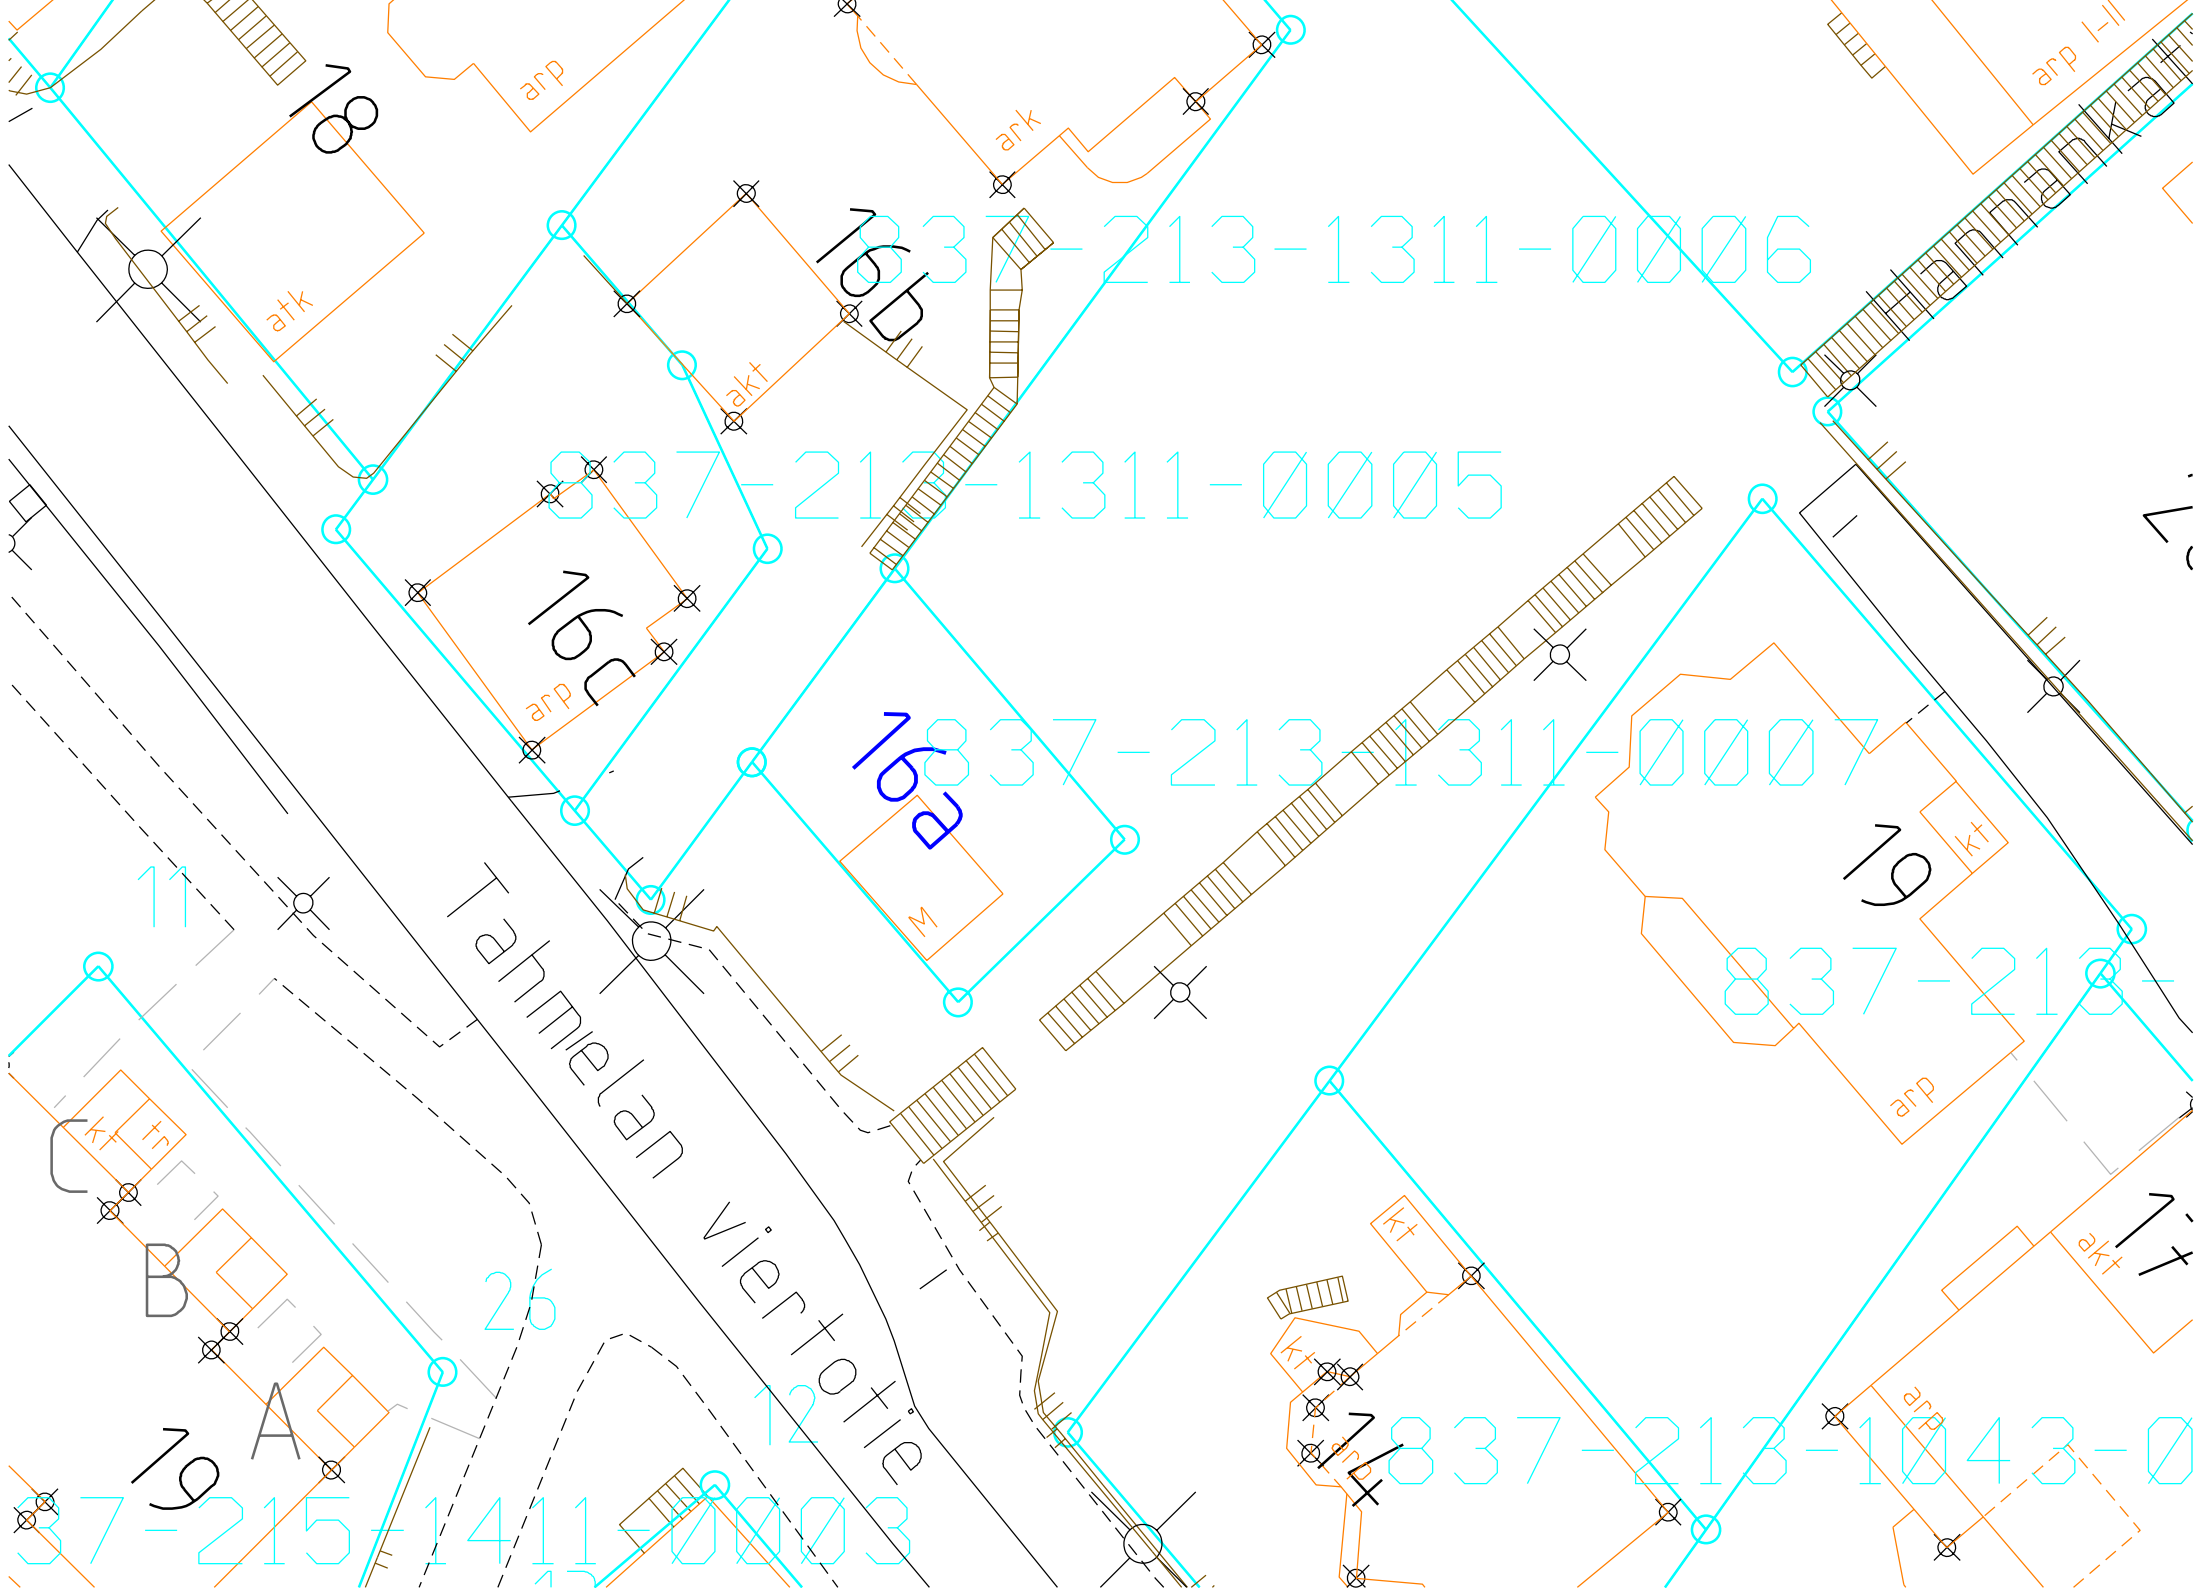 18
arp
ark
arp I-II
atk
16b
837-213-1311-0006
akt
837-213-1311-0005
16c
arp
16a
837-213-1311-0007
M
kt
19
11
837-213-
arp
Tahmelan viertotie
C
kt
tr
B
26
A
19
12
kt
kt
akt
17
arp
14
arp
837-213-1043-0
37-215-1411-0003